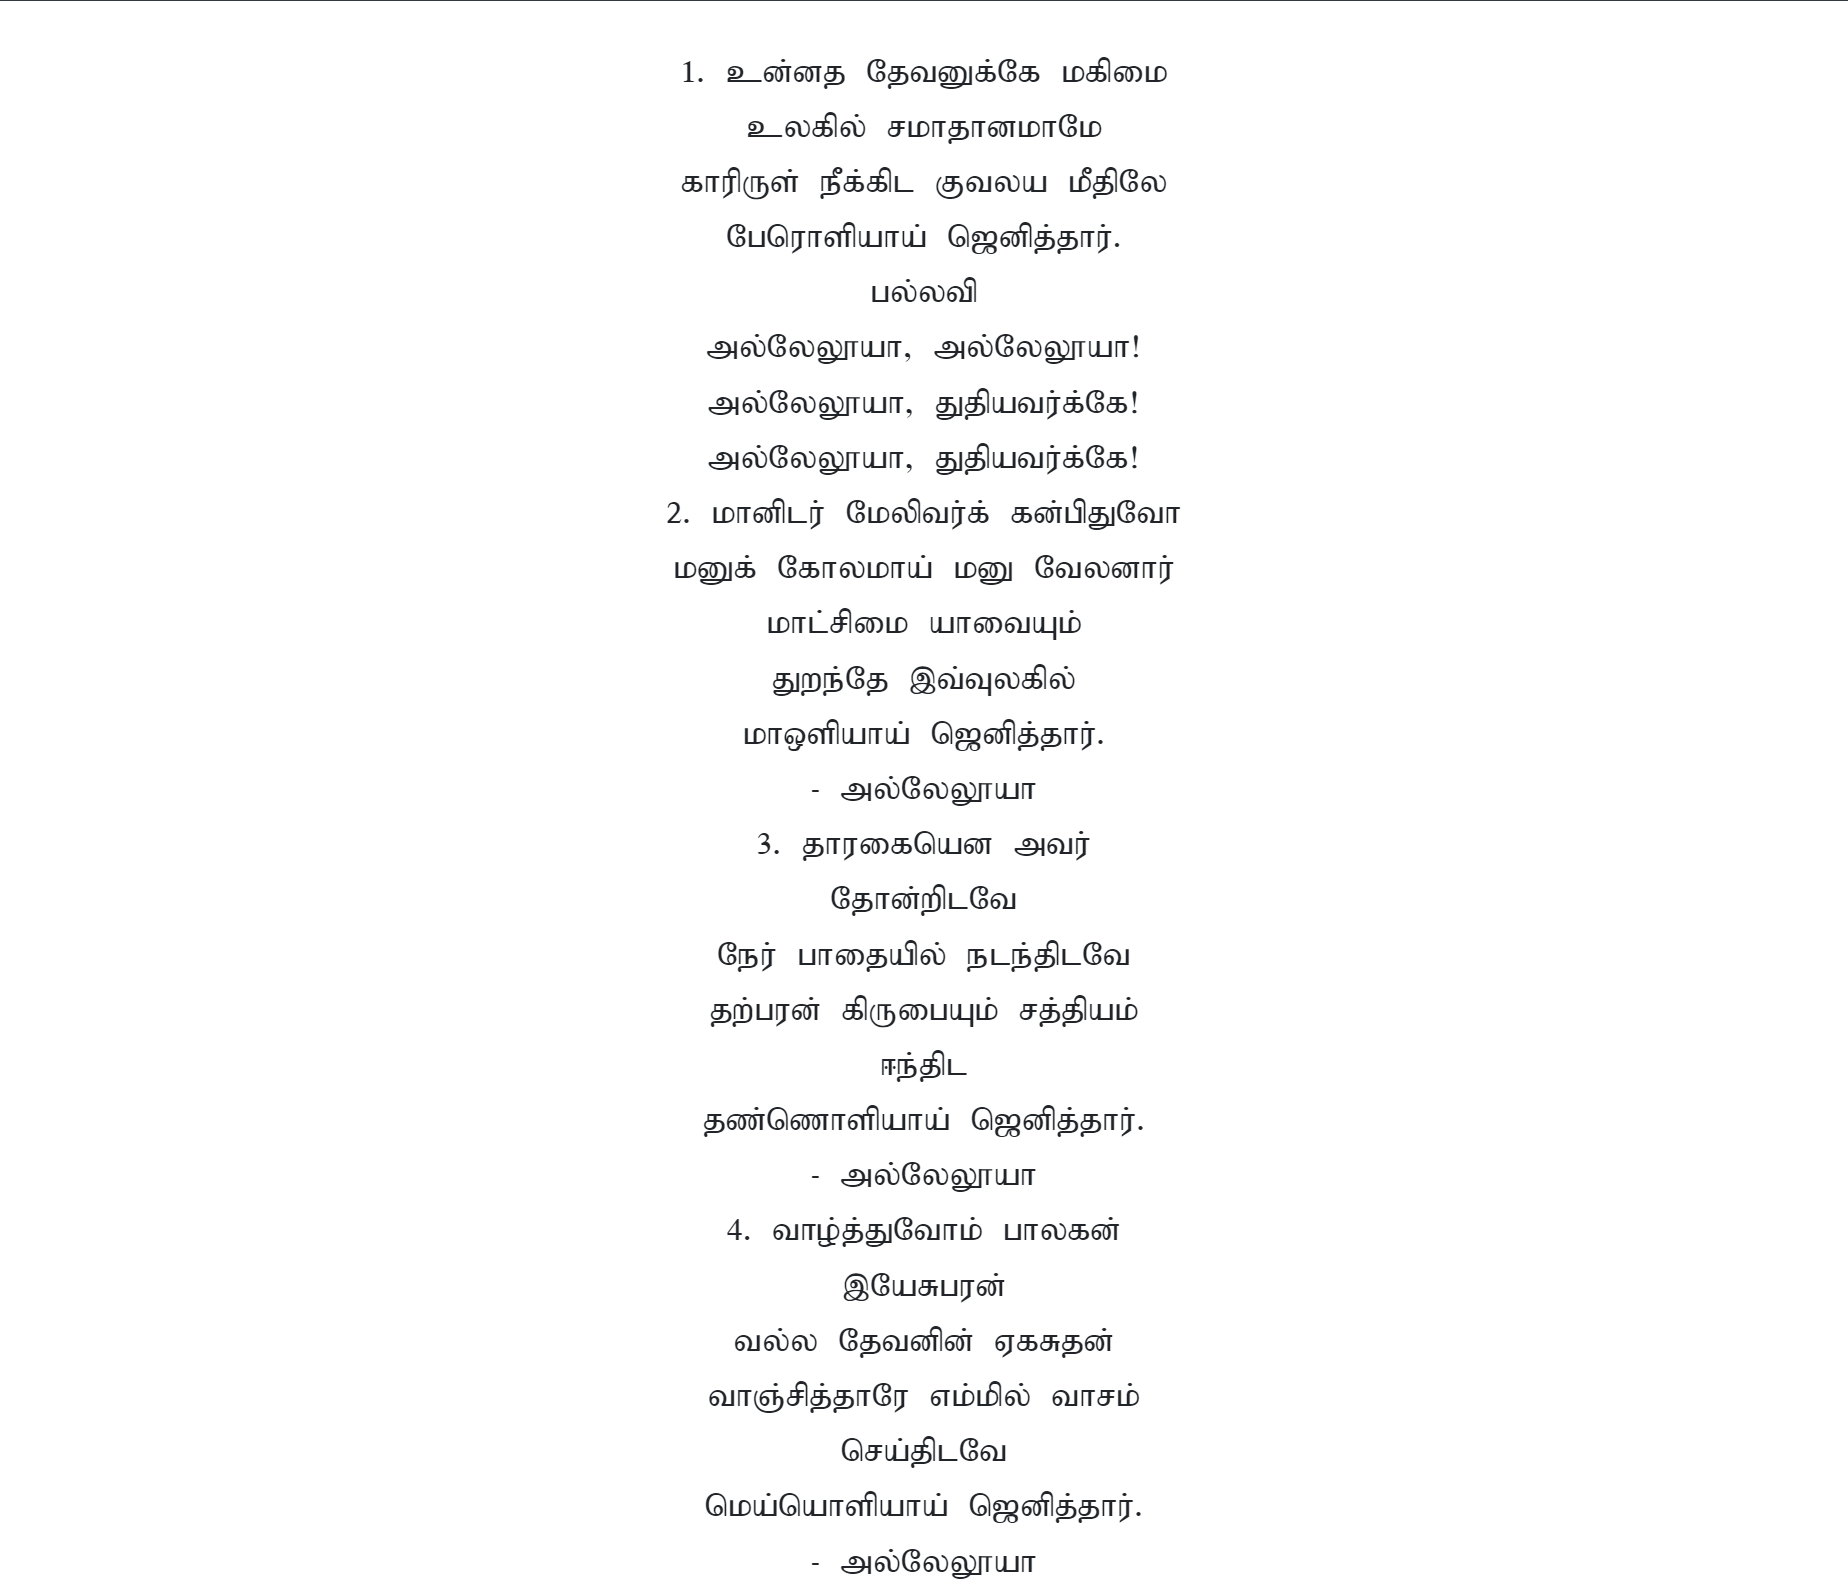 1. உன்னத தேவனுக்கே மகிமை
உலகில் சமாதானமாமே
காரிருள் நீக்கிட குவலய மீதிலே
பேரொளியாய் ஜெனித்தார்.
பல்லவி
அல்லேலூயா, அல்லேலூயா!
அல்லேலூயா, துதியவர்க்கே!
அல்லேலூயா, துதியவர்க்கே!
2. மானிடர் மேலிவர்க் கன்பிதுவோ
மனுக் கோலமாய் மனு வேலனார்
மாட்சிமை யாவையும்
துறந்தே இவ்வுலகில்
மாஒளியாய் ஜெனித்தார்.
- அல்லேலூயா
3. தாரகையென அவர்
தோன்றிடவே
நேர் பாதையில் நடந்திடவே
தற்பரன் கிருபையும் சத்தியம்
ஈந்திட
தண்ணொளியாய் ஜெனித்தார்.
- அல்லேலூயா
4. வாழ்த்துவோம் பாலகன்
இயேசுபரன்
வல்ல தேவனின் ஏகசுதன்
வாஞ்சித்தாரே எம்மில் வாசம்
செய்திடவே
மெய்யொளியாய் ஜெனித்தார்.
- அல்லேலூயா